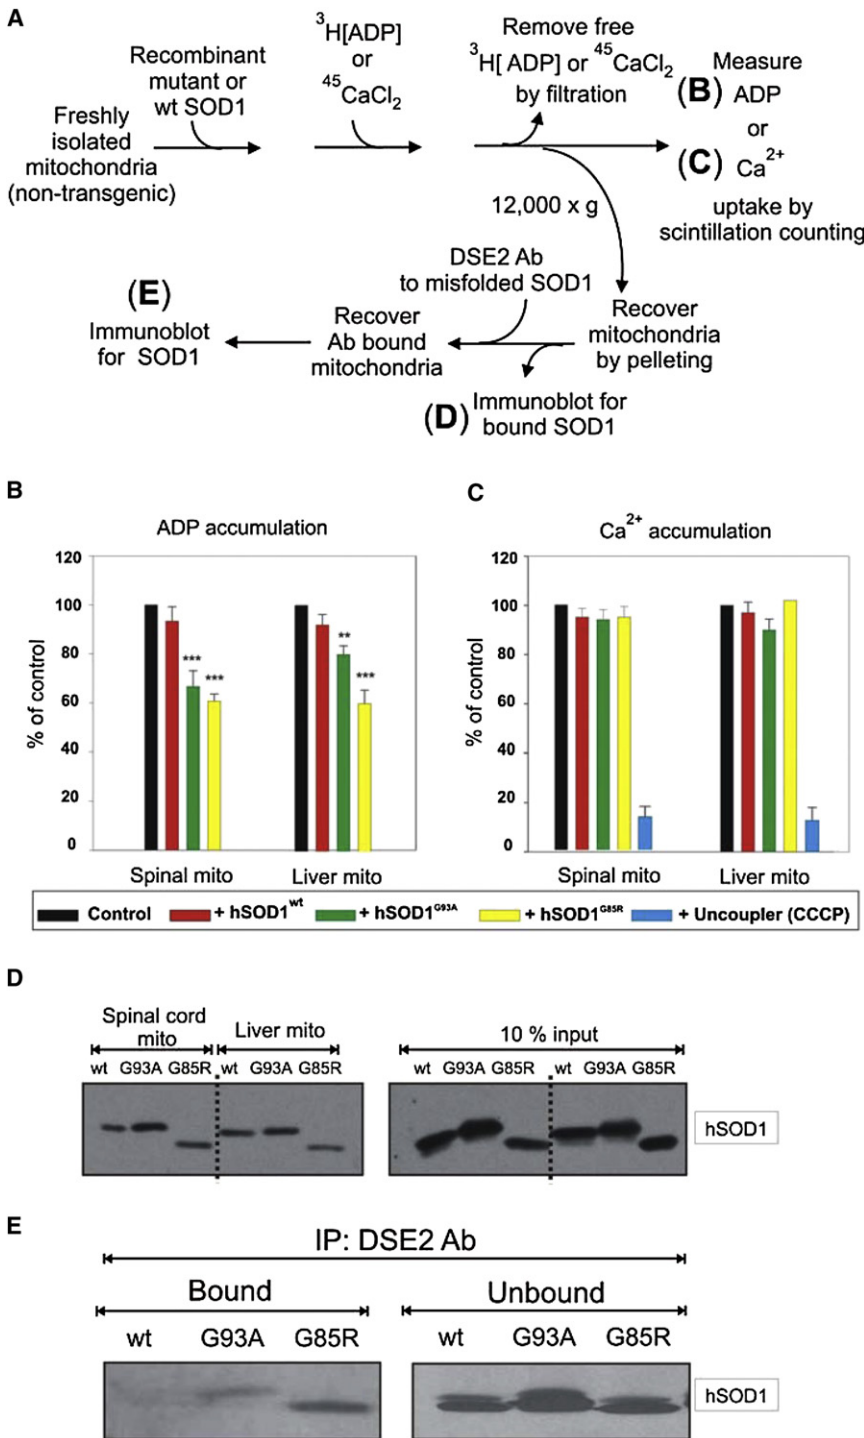 A
Freshly
isolated
mitochondria
(non-transgenic)
Recombinant
mutant or
wt SOD1
³H[ADP]
or
⁴⁵CaCl₂
Remove free
³H[ ADP] or ⁴⁵CaCl₂
by filtration
Measure
(B) ADP
or
(C) Ca²⁺
uptake by
scintillation counting
12,000 x g
Recover
mitochondria
by pelleting
DSE2 Ab
to misfolded SOD1
Recover
Ab bound
mitochondria
(D) Immunoblot for
bound SOD1
(E)
Immunoblot
for SOD1
B
ADP accumulation
% of control
120
100
80
60
40
20
0
***
***
**
***
Spinal mito
Liver mito
C
Ca²⁺ accumulation
% of control
120
100
80
60
40
20
0
Spinal mito
Liver mito
Control
+ hSOD1ʷᵗ
+ hSOD1ᴳ⁹³ᴬ
+ hSOD1ᴳ⁸⁵ᴿ
+ Uncoupler (CCCP)
D
Spinal cord
mito
Liver mito
10 % input
wt G93A G85R wt G93A G85R
wt G93A G85R wt G93A G85R
hSOD1
E
IP: DSE2 Ab
Bound
Unbound
wt G93A G85R
wt G93A G85R
hSOD1